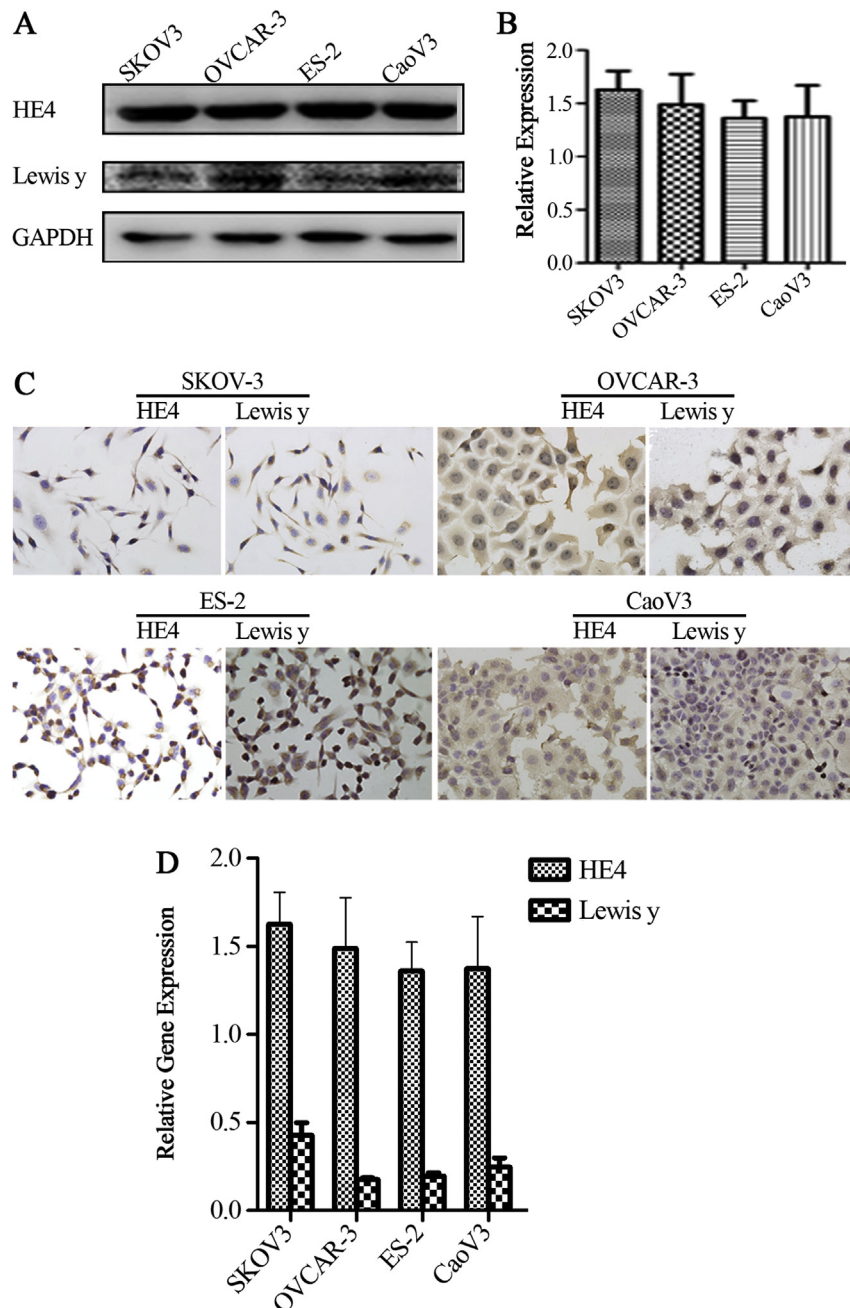 A
SKOV3 OVCAR-3 ES-2 CaoV3
HE4
Lewis y
GAPDH
B
Relative Expression
2.0
1.5
1.0
0.5
0.0
SKOV3 OVCAR-3 ES-2 CaoV3
C
SKOV-3 OVCAR-3
HE4 Lewis y HE4 Lewis y
ES-2 CaoV3
HE4 Lewis y HE4 Lewis y
D
Relative Gene Expression
2.0
1.5
1.0
0.5
0.0
SKOV3 OVCAR-3 ES-2 CaoV3
HE4
Lewis y